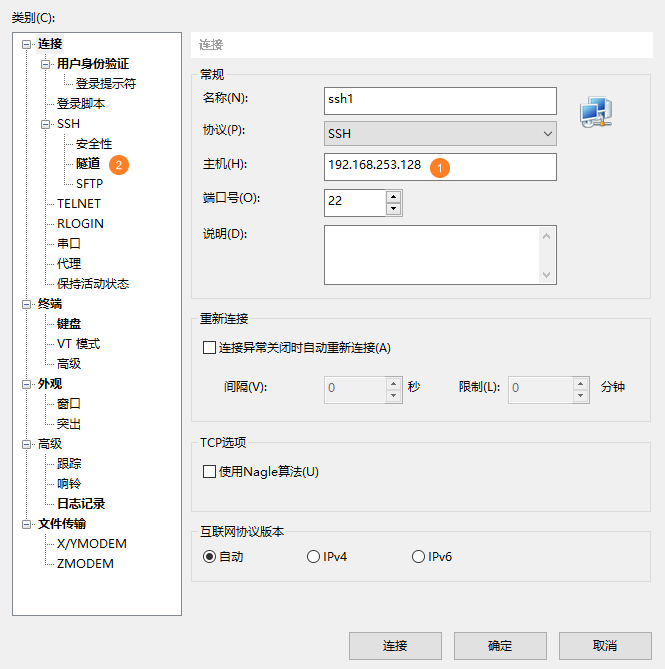 类别(C):
连接
用户身份验证
登录提示符
登录脚本
SSH
安全性
隧道 2
SFTP
TELNET
RLOGIN
串口
代理
保持活动状态
终端
键盘
VT 模式
高级
外观
窗口
突出
高级
跟踪
响铃
日志记录
文件传输
X/YMODEM
ZMODEM
连接
常规
名称(N): ssh1
协议(P): SSH
主机(H): 192.168.253.128 1
端口号(O): 22
说明(D):
重新连接
连接异常关闭时自动重新连接(A)
间隔(V): 0 秒 限制(L): 0 分钟
TCP选项
使用Nagle算法(U)
互联网协议版本
自动 IPv4 IPv6
连接 确定 取消